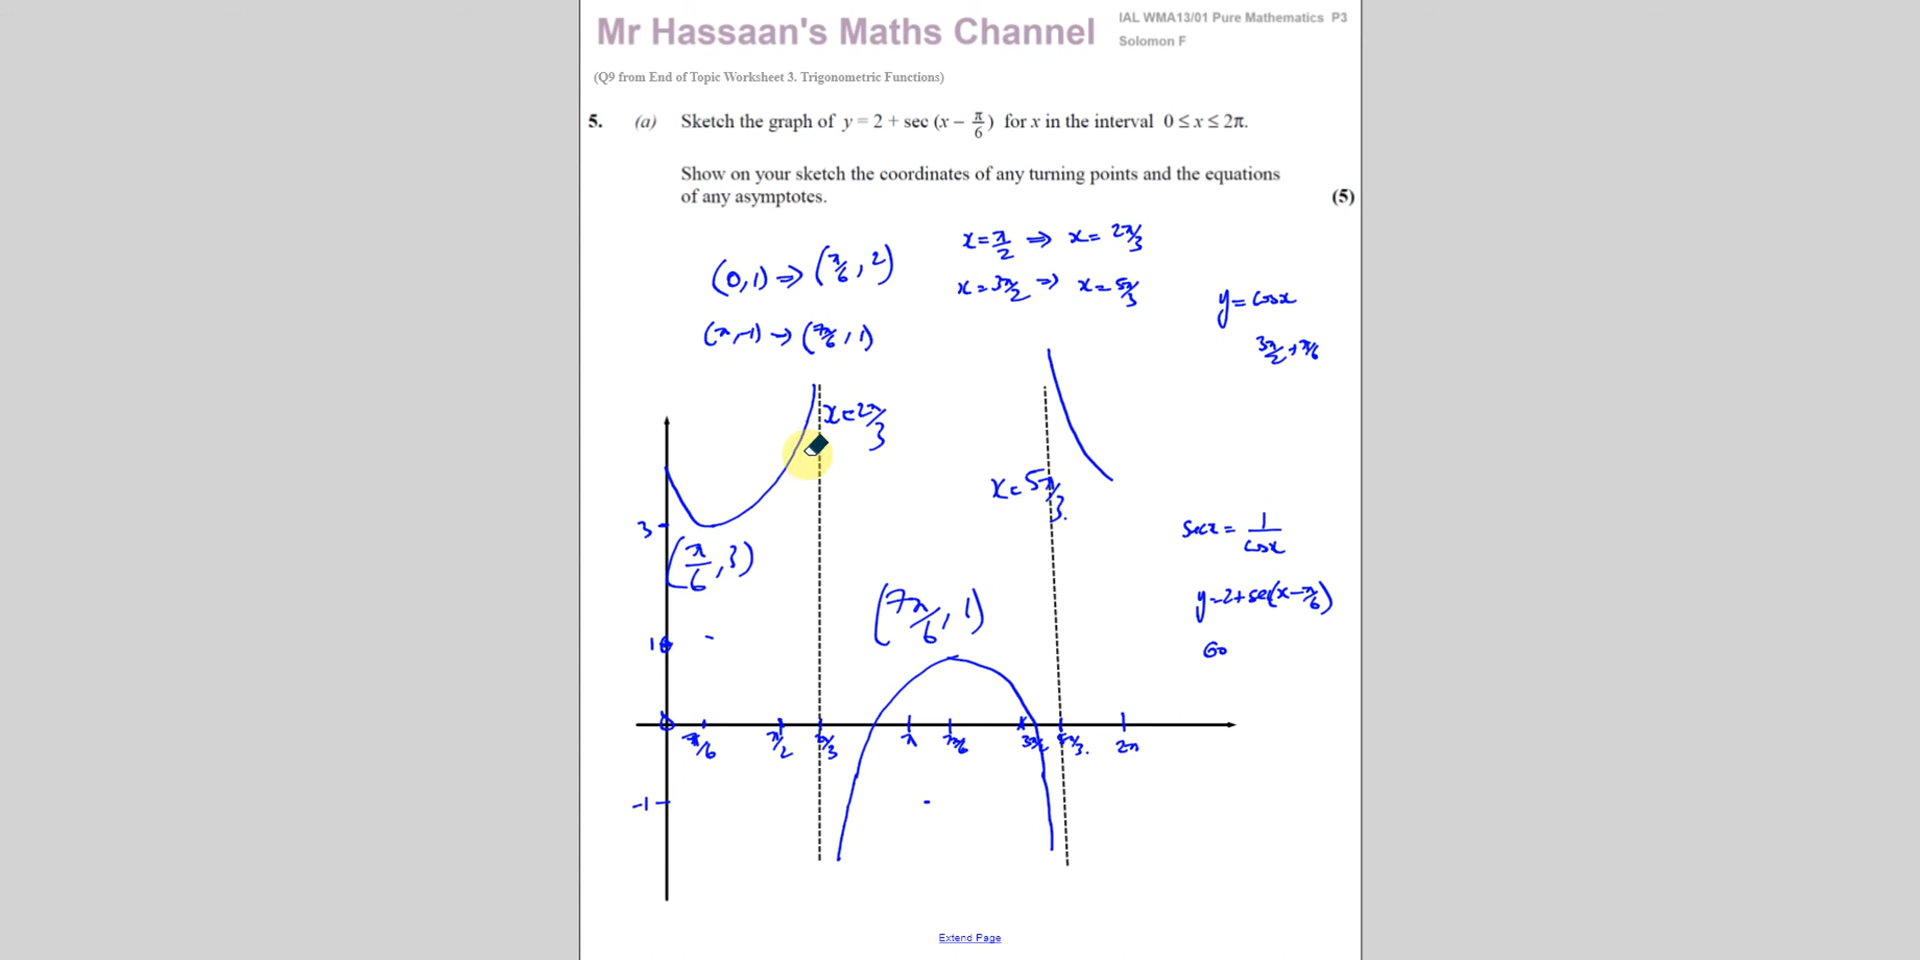 Mr Hassaan's Maths Channel
IAL WMA13/01 Pure Mathematics P3
Solomon F
(Q9 from End of Topic Worksheet 3. Trigonometric Functions)
5. (a) Sketch the graph of y = 2 + sec (x − π/6) for x in the interval 0 ≤ x ≤ 2π.
Show on your sketch the coordinates of any turning points and the equations
of any asymptotes. (5)
x = π/2 ⇒ x = 2π/3
(0,1) ⇒ (π/6, 2)
x = 3π/2 ⇒ x = 5π/3
y = cosx
(π,-1) → (7π/6, 1)
3π/2 + π/6
x = 2π/3
x = 5π/3.
3
secx = 1/cosx
(π/6, 3)
(7π/6, 1)
y = 2 + sec(x − π/6)
1
0 π/6 π/2 2π/3 π 7π/6 3π/2 5π/3. 2π
-1
Extend Page